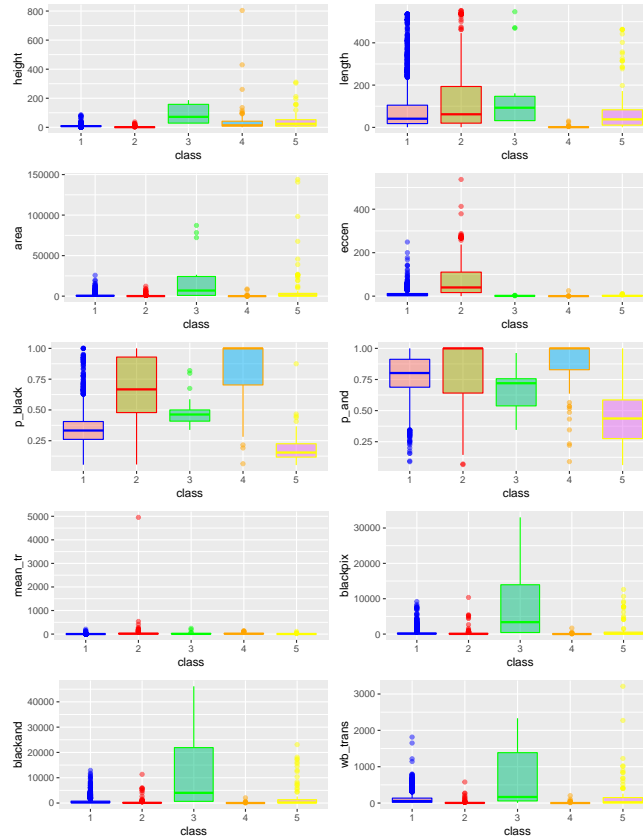 height
800
600
400
200
0
1 2 3 4 5
class
length
400
200
0
1 2 3 4 5
class
area
150000
100000
50000
0
1 2 3 4 5
class
eccen
400
200
0
1 2 3 4 5
class
p_black
1.00
0.75
0.50
0.25
1 2 3 4 5
class
p_and
1.00
0.75
0.50
0.25
1 2 3 4 5
class
mean_tr
5000
4000
3000
2000
1000
0
1 2 3 4 5
class
blackpix
30000
20000
10000
0
1 2 3 4 5
class
blackand
40000
30000
20000
10000
0
1 2 3 4 5
class
wb_trans
3000
2000
1000
0
1 2 3 4 5
class